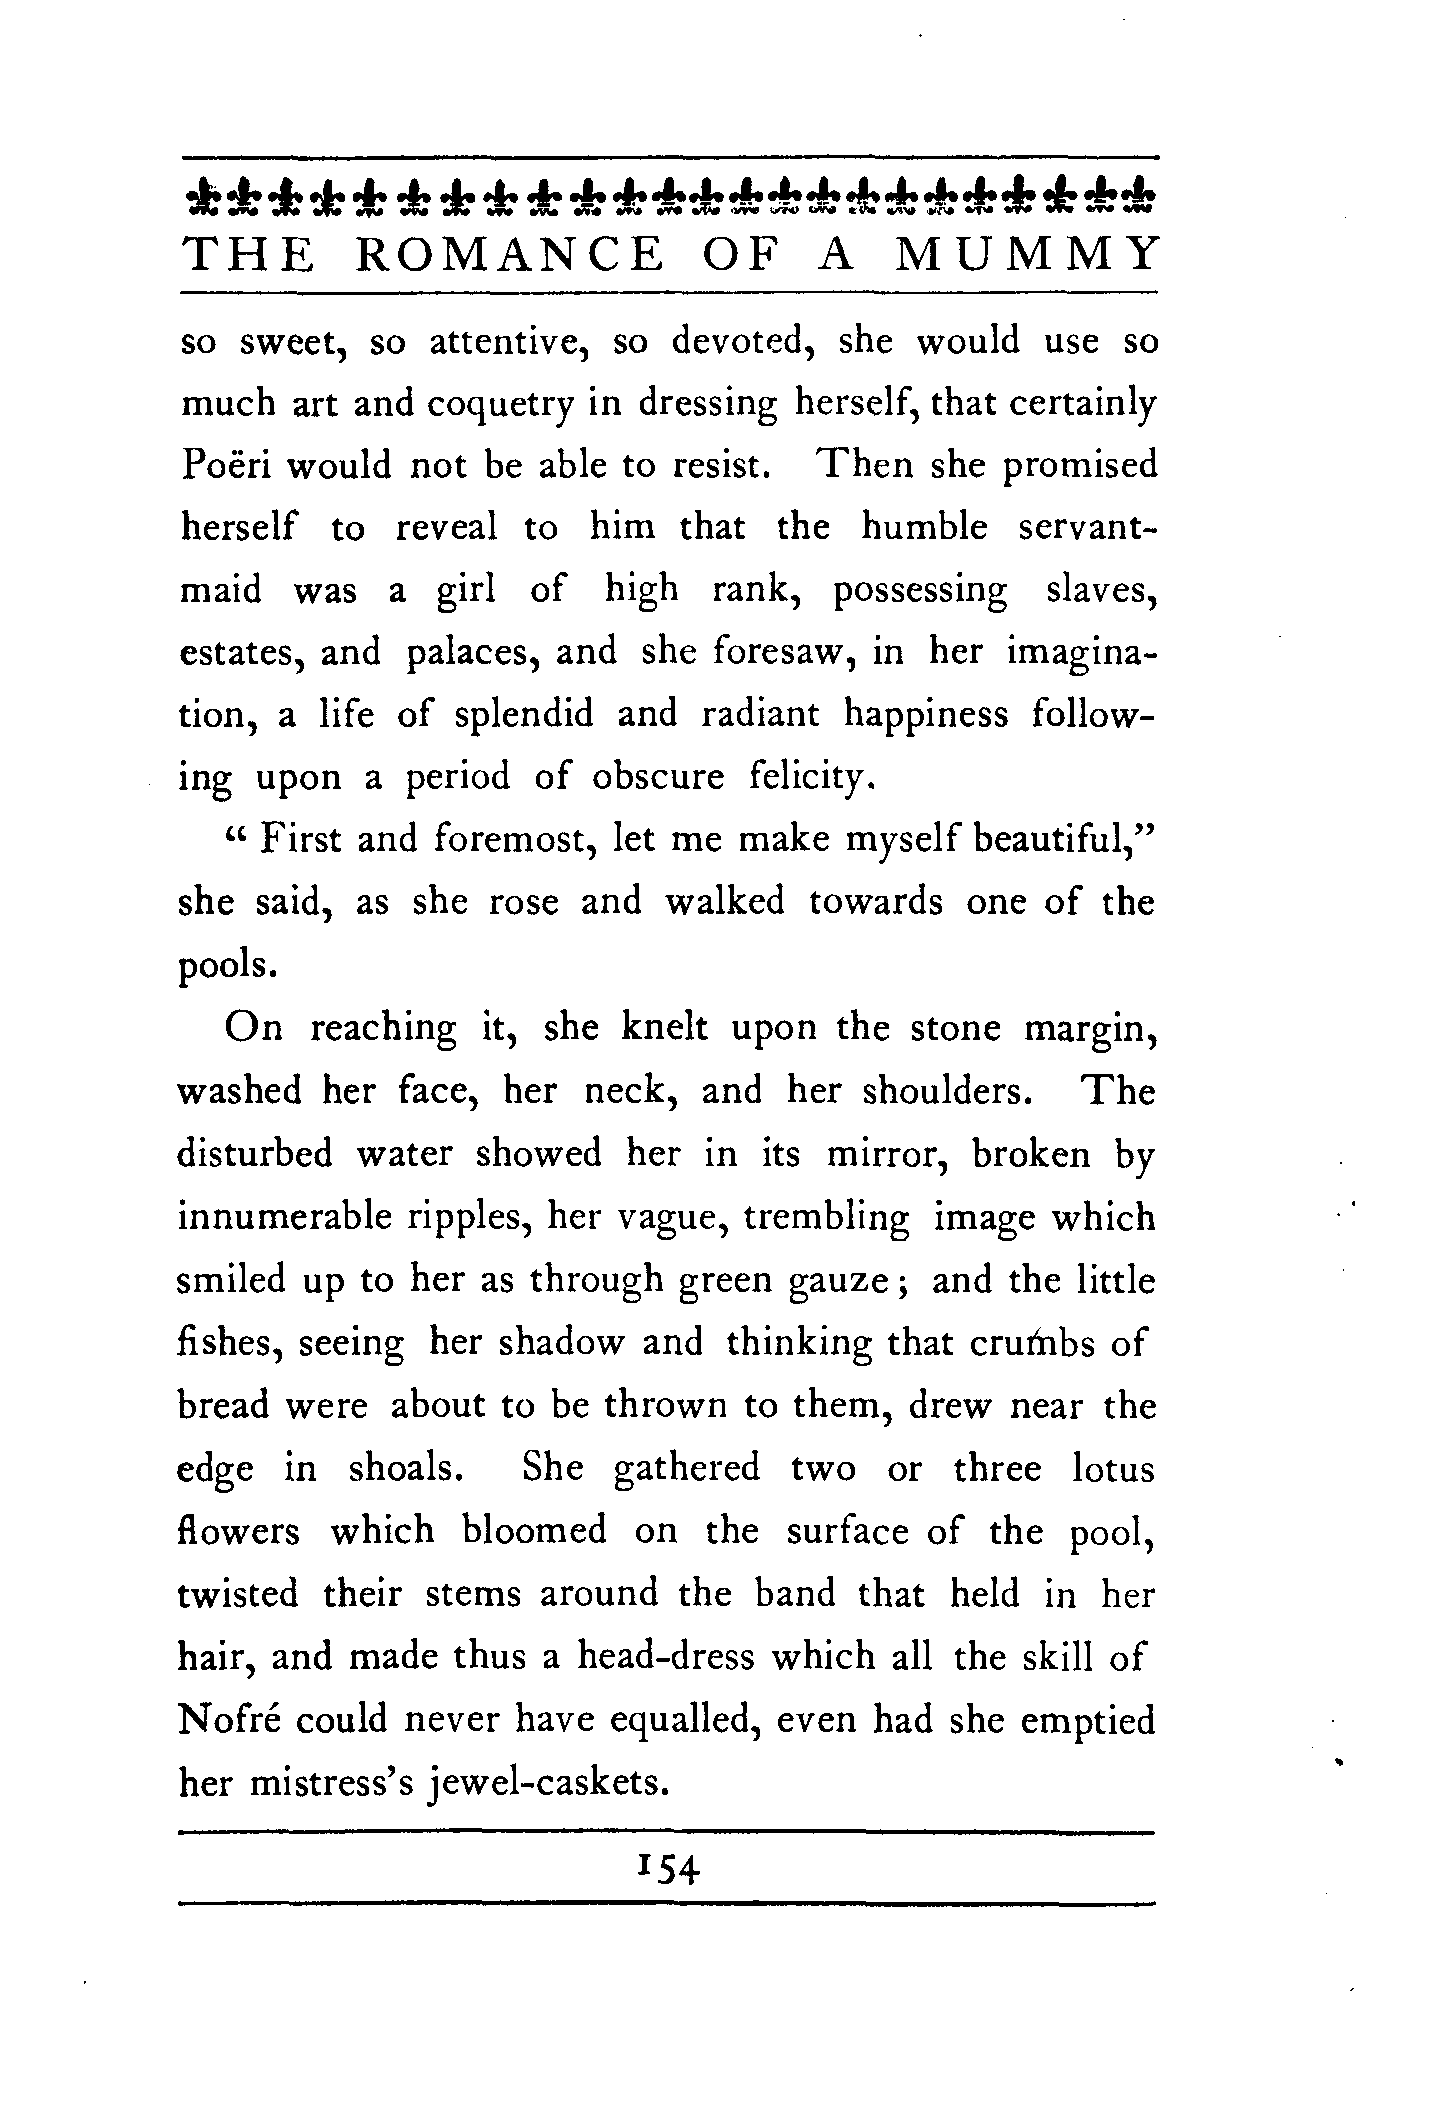 THE ROMANCE OF A MUMMY
so sweet, so attentive, so devoted, she would use so
much art and coquetry in dressing herself, that certainly
Poëri would not be able to resist. Then she promised
herself to reveal to him that the humble servant-
maid was a girl of high rank, possessing slaves,
estates, and palaces, and she foresaw, in her imagina-
tion, a life of splendid and radiant happiness follow-
ing upon a period of obscure felicity.
“ First and foremost, let me make myself beautiful,”
she said, as she rose and walked towards one of the
pools.
On reaching it, she knelt upon the stone margin,
washed her face, her neck, and her shoulders. The
disturbed water showed her in its mirror, broken by
innumerable ripples, her vague, trembling image which
smiled up to her as through green gauze ; and the little
fishes, seeing her shadow and thinking that crumbs of
bread were about to be thrown to them, drew near the
edge in shoals. She gathered two or three lotus
flowers which bloomed on the surface of the pool,
twisted their stems around the band that held in her
hair, and made thus a head-dress which all the skill of
Nofré could never have equalled, even had she emptied
her mistress’s jewel-caskets.
154